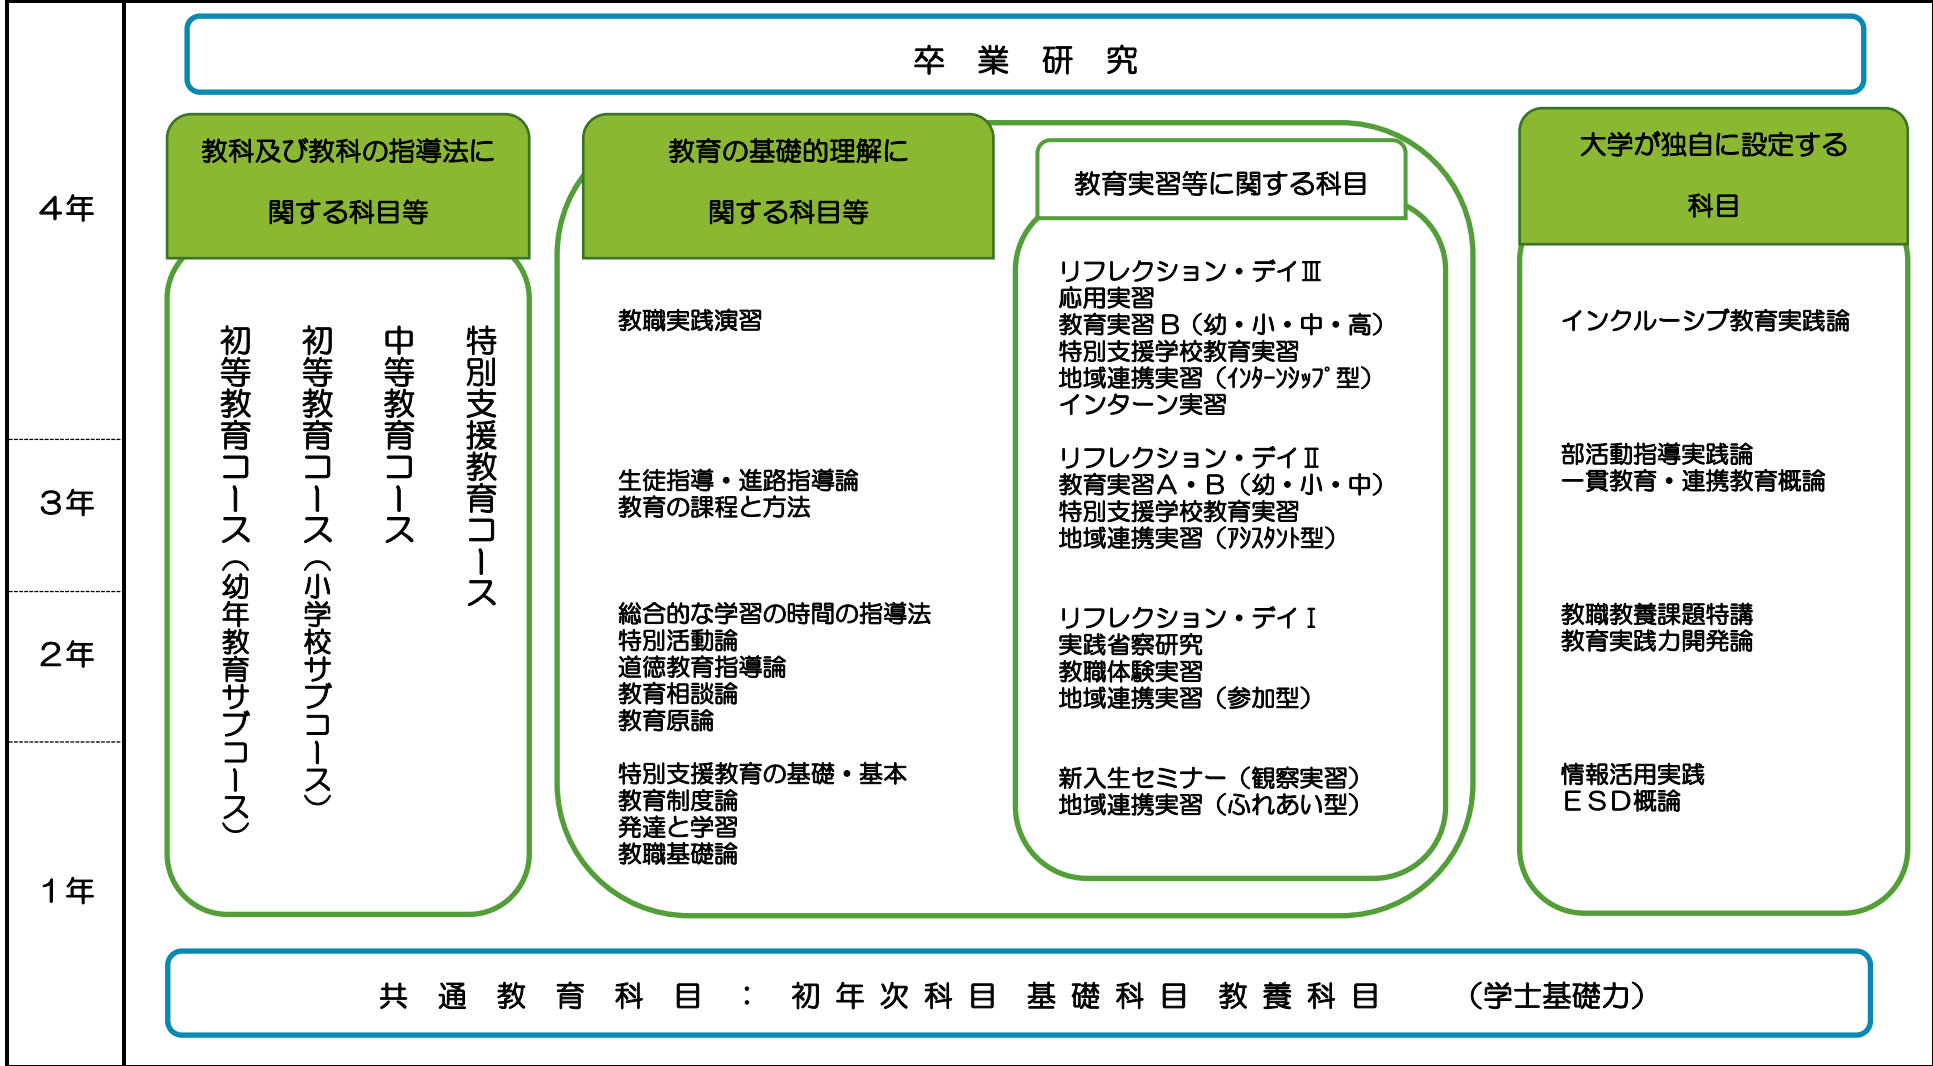 卒業研究
4年
3年
2年
1年
教科及び教科の指導法に
関する科目等
初等教育コース（幼年教育サブコース）
初等教育コース（小学校サブコース）
中等教育コース
特別支援教育コース
教育の基礎的理解に
関する科目等
教職実践演習
生徒指導・進路指導論
教育の課程と方法
総合的な学習の時間の指導法
特別活動論
道徳教育指導論
教育相談論
教育原論
特別支援教育の基礎・基本
教育制度論
発達と学習
教職基礎論
教育実習等に関する科目
リフレクション・デイⅢ
応用実習
教育実習Ｂ（幼・小・中・高）
特別支援学校教育実習
地域連携実習（ｲﾝﾀｰﾝｼｯﾌﾟ型）
インターン実習
リフレクション・デイⅡ
教育実習Ａ・Ｂ（幼・小・中）
特別支援学校教育実習
地域連携実習（ｱｼｽﾀﾝﾄ型）
リフレクション・デイⅠ
実践省察研究
教職体験実習
地域連携実習（参加型）
新入生セミナー（観察実習）
地域連携実習（ふれあい型）
大学が独自に設定する
科目
インクルーシブ教育実践論
部活動指導実践論
一貫教育・連携教育概論
教職教養課題特講
教育実践力開発論
情報活用実践
ＥＳＤ概論
共通教育科目：初年次科目 基礎科目 教養科目 （学士基礎力）